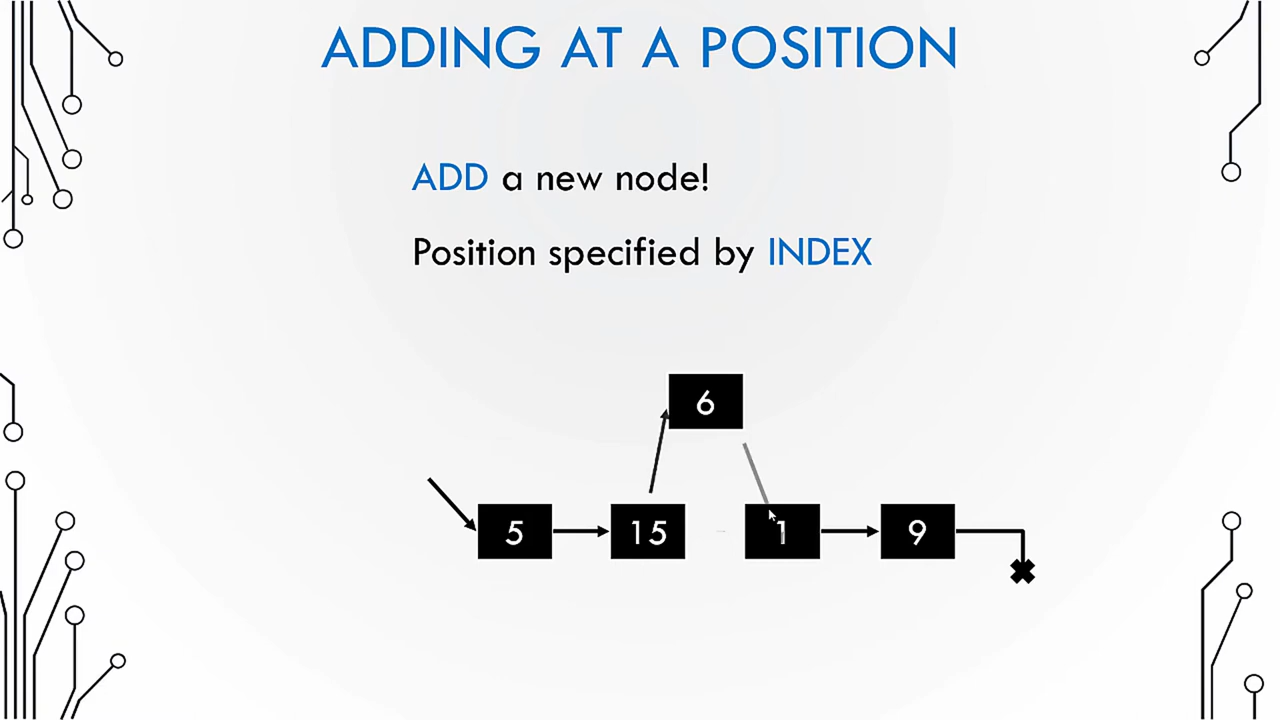 ADDING AT A POSITION
ADD a new node!
Position specified by INDEX
6
5 15 1 9